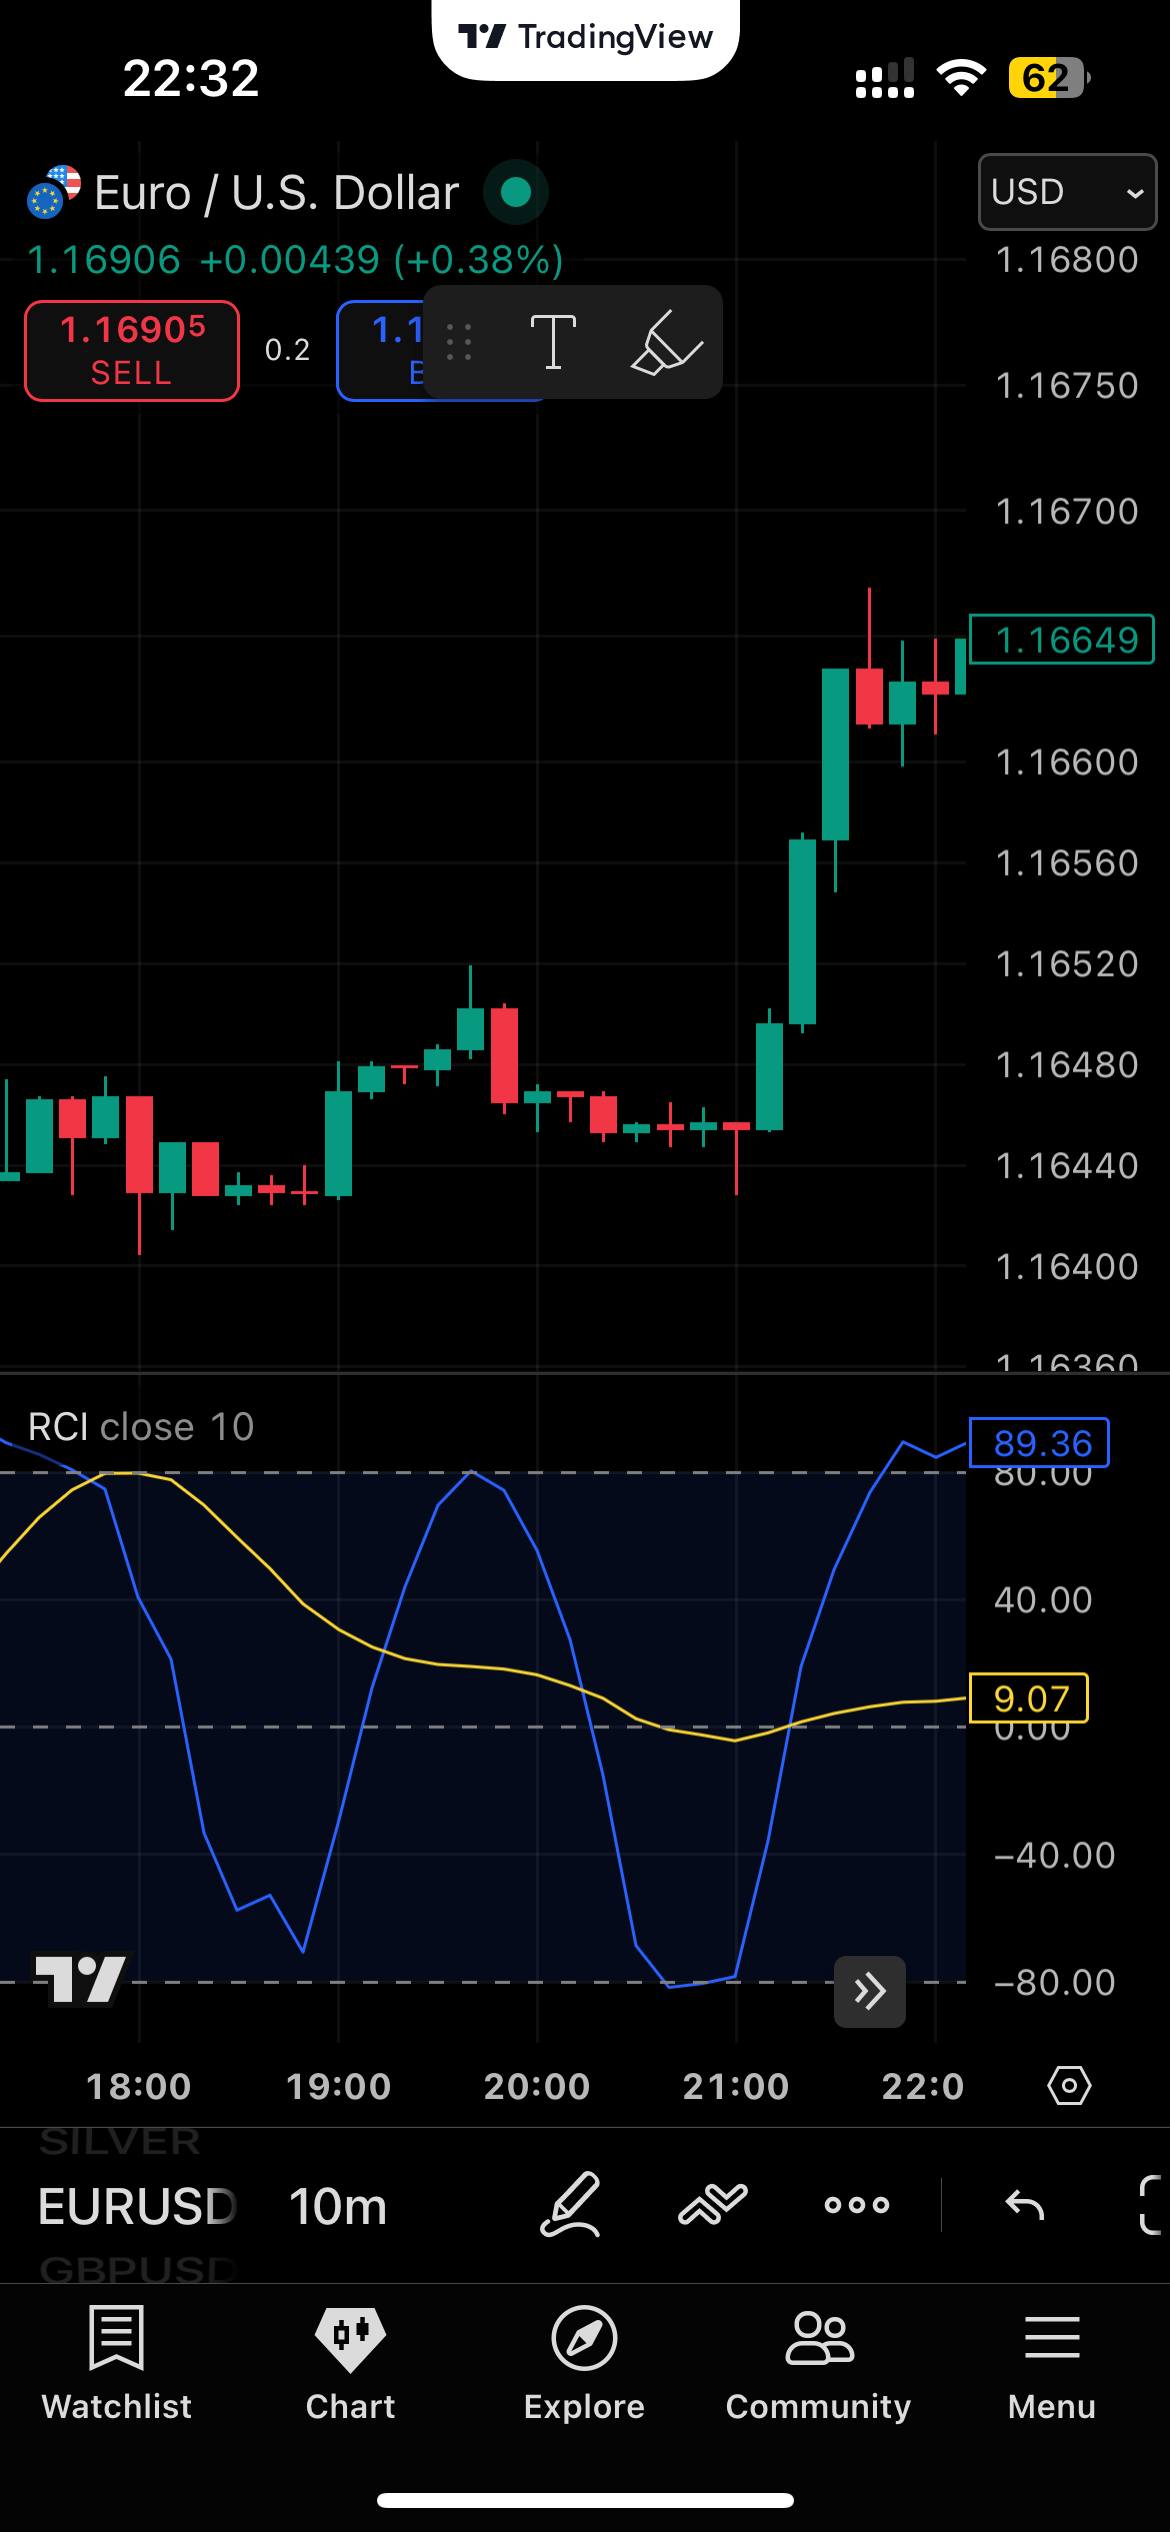 TradingView
22:32
62
Euro / U.S. Dollar
USD
1.16906 +0.00439 (+0.38%)
1.16905
SELL
0.2
1.1
1.16800
1.16750
1.16700
1.16649
1.16600
1.16560
1.16520
1.16480
1.16440
1.16400
1.16360
RCI close 10
89.36
80.00
40.00
9.07
0.00
−40.00
−80.00
18:00 19:00 20:00 21:00 22:0
SILVER
EURUSD 10m
GBPUSD
Watchlist Chart Explore Community Menu